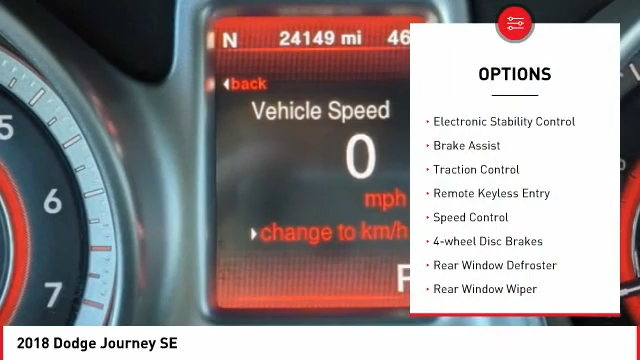 N 24149 mi 46
back
Vehicle Speed
0
mph
change to km/h
P
5
6
7
OPTIONS
Electronic Stability Control
Brake Assist
Traction Control
Remote Keyless Entry
Speed Control
4-wheel Disc Brakes
Rear Window Defroster
Rear Window Wiper
2018 Dodge Journey SE